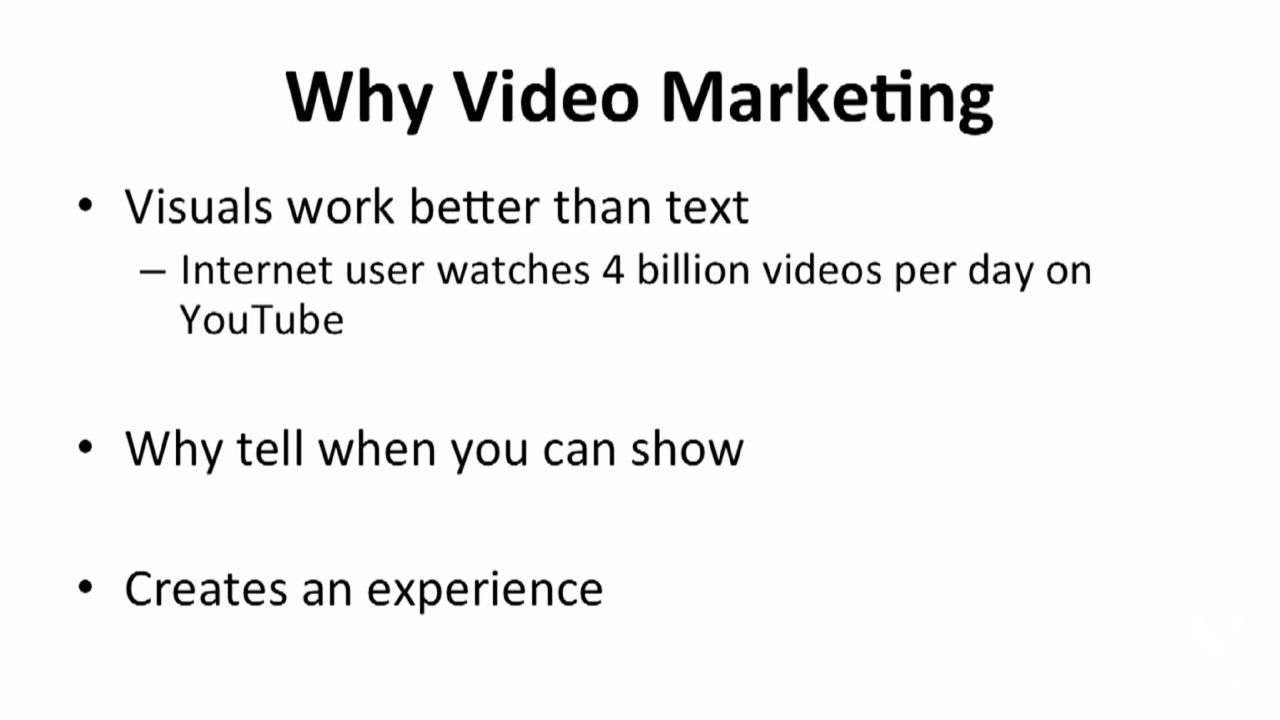 Why Video Marketing
• Visuals work better than text
– Internet user watches 4 billion videos per day on
YouTube
• Why tell when you can show
• Creates an experience